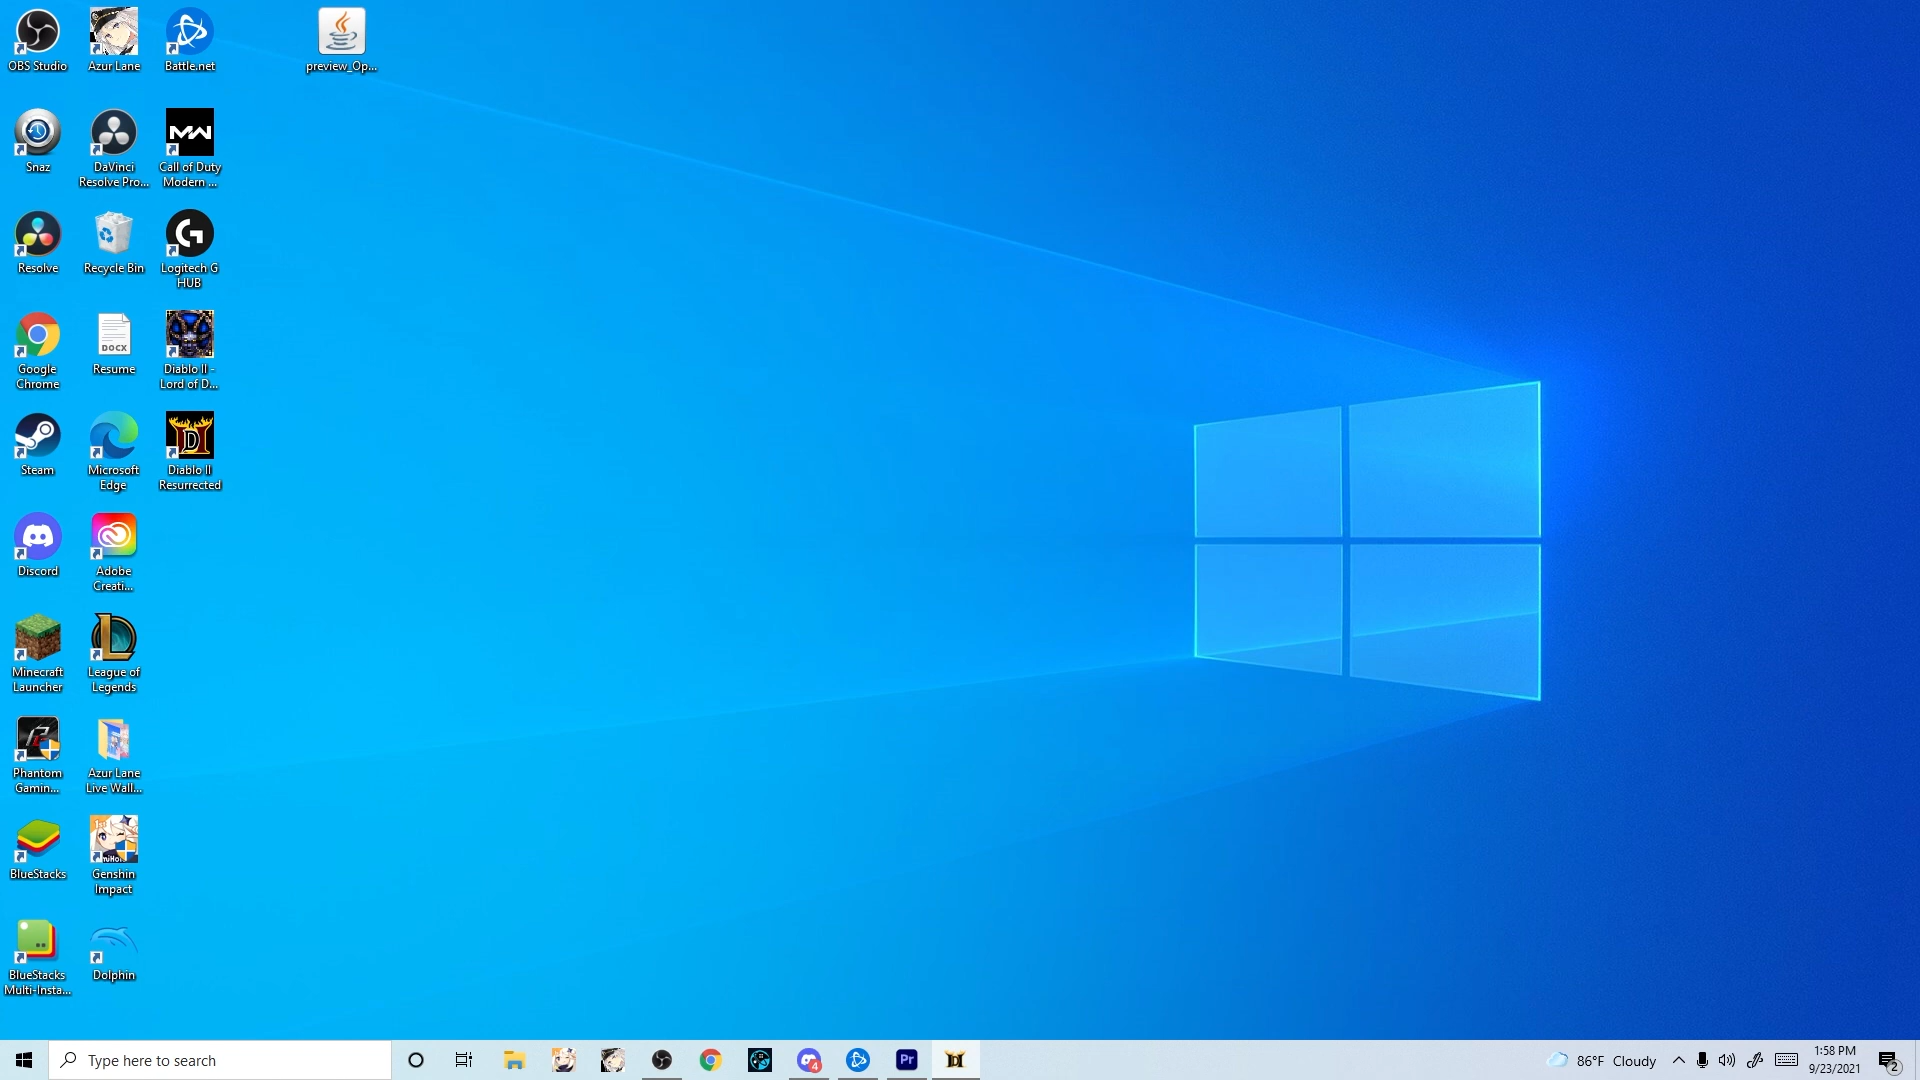 OBS Studio
Azur Lane
Battle.net
preview_Op...
Snaz
DaVinci
Resolve Pro...
MW
Call of Duty
Modern ...
Resolve
Recycle Bin
Logitech G
HUB
Google
Chrome
DOCX
Resume
Diablo II -
Lord of D...
Steam
Microsoft
Edge
Diablo II
Resurrected
Discord
Adobe
Creati...
Minecraft
Launcher
League of
Legends
Phantom
Gamin...
Azur Lane
Live Wall...
BlueStacks
Genshin
Impact
BlueStacks
Multi-Insta...
Dolphin
Type here to search
4
Pr
86°F Cloudy
1:58 PM
9/23/2021
2